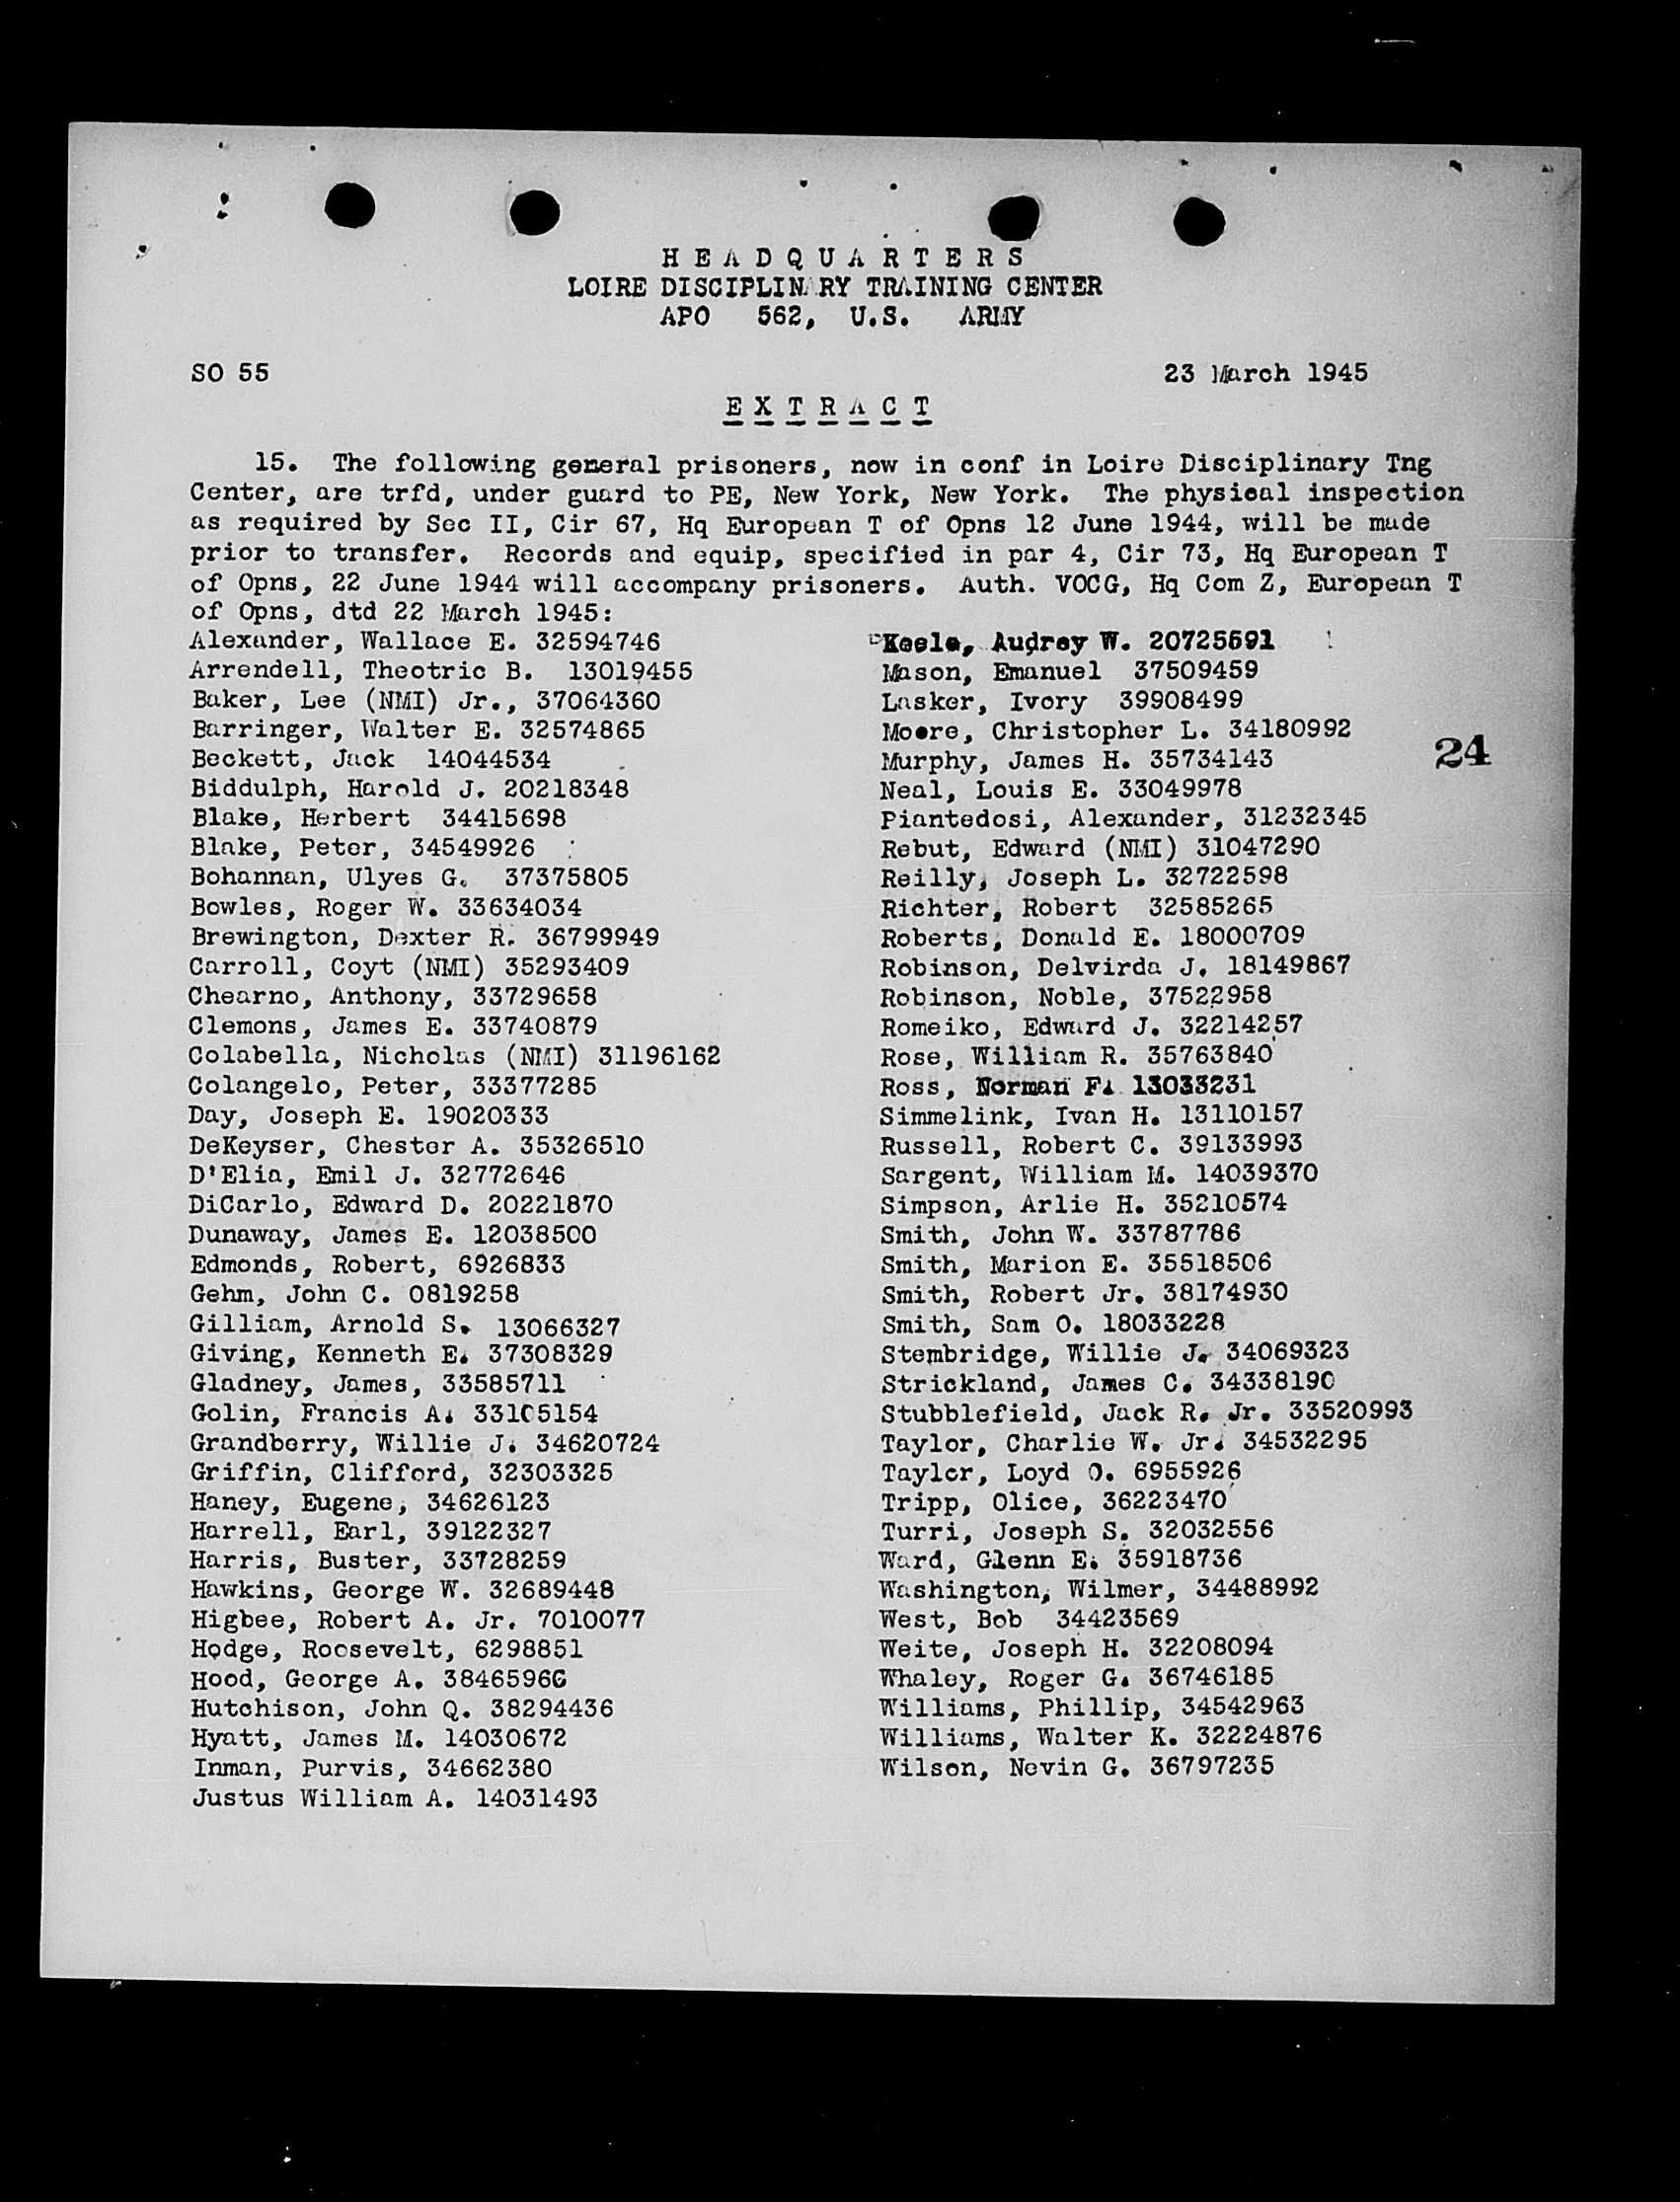 H E A D Q U A R T E R S
LOIRE DISCIPLINARY TRAINING CENTER
APO 562, U.S. ARMY
SO 55 23 March 1945
E X T R A C T
15. The following general prisoners, now in conf in Loire Disciplinary Tng
Center, are trfd, under guard to PE, New York, New York. The physical inspection
as required by Sec II, Cir 67, Hq European T of Opns 12 June 1944, will be made
prior to transfer. Records and equip, specified in par 4, Cir 73, Hq European T
of Opns, 22 June 1944 will accompany prisoners. Auth. VOCG, Hq Com Z, European T
of Opns, dtd 22 March 1945:
Alexander, Wallace E. 32594746
Arrendell, Theotric B. 13019455
Baker, Lee (NMI) Jr., 37064360
Barringer, Walter E. 32574865
Beckett, Jack 14044534
Biddulph, Harold J. 20218348
Blake, Herbert 34415698
Blake, Peter, 34549926
Bohannan, Ulyes G. 37375805
Bowles, Roger W. 33634034
Brewington, Dexter R. 36799949
Carroll, Coyt (NMI) 35293409
Chearno, Anthony, 33729658
Clemons, James E. 33740879
Colabella, Nicholas (NMI) 31196162
Colangelo, Peter, 33377285
Day, Joseph E. 19020333
DeKeyser, Chester A. 35326510
D'Elia, Emil J. 32772646
DiCarlo, Edward D. 20221870
Dunaway, James E. 12038500
Edmonds, Robert, 6926833
Gehm, John C. 0819258
Gilliam, Arnold S. 13066327
Giving, Kenneth E. 37308329
Gladney, James, 33585711
Golin, Francis A. 33105154
Grandberry, Willie J. 34620724
Griffin, Clifford, 32303325
Haney, Eugene, 34626123
Harrell, Earl, 39122327
Harris, Buster, 33728259
Hawkins, George W. 32689448
Higbee, Robert A. Jr. 7010077
Hodge, Roosevelt, 6298851
Hood, George A. 38465966
Hutchison, John Q. 38294436
Hyatt, James M. 14030672
Inman, Purvis, 34662380
Justus William A. 14031493
Keele, Audrey W. 20725691
Mason, Emanuel 37509459
Lasker, Ivory 39908499
Moore, Christopher L. 34180992
Murphy, James H. 35734143
Neal, Louis E. 33049978
Piantedosi, Alexander, 31232345
Rebut, Edward (NMI) 31047290
Reilly, Joseph L. 32722598
Richter, Robert 32585265
Roberts, Donald E. 18000709
Robinson, Delvirda J. 18149867
Robinson, Noble, 37522958
Romeiko, Edward J. 32214257
Rose, William R. 35763840
Ross, Norman F. 13033231
Simmelink, Ivan H. 13110157
Russell, Robert C. 39133993
Sargent, William M. 14039370
Simpson, Arlie H. 35210574
Smith, John W. 33787786
Smith, Marion E. 35518506
Smith, Robert Jr. 38174930
Smith, Sam O. 18033228
Stembridge, Willie J. 34069323
Strickland, James C. 34338190
Stubblefield, Jack R. Jr. 33520993
Taylor, Charlie W. Jr. 34532295
Taylor, Loyd O. 6955926
Tripp, Olice, 36223470
Turri, Joseph S. 32032556
Ward, Glenn E. 35918736
Washington, Wilmer, 34488992
West, Bob 34423569
Weite, Joseph H. 32208094
Whaley, Roger G. 36746185
Williams, Phillip, 34542963
Williams, Walter K. 32224876
Wilson, Nevin G. 36797235
24